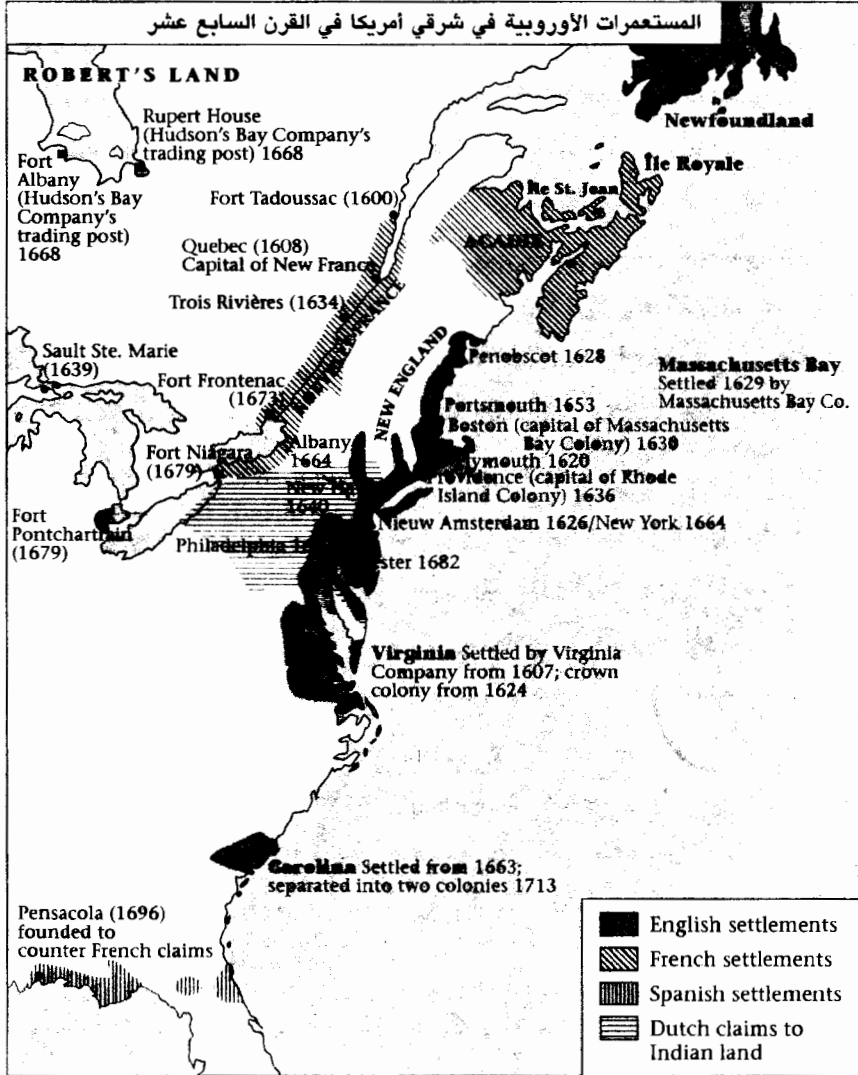 المستعمرات الأوروبية في شرقي أمريكا في القرن السابع عشر
ROBERT'S LAND
Rupert House
(Hudson's Bay Company's
trading post) 1668
Fort
Albany
(Hudson's Bay
Company's
trading post)
1668
Newfoundland
Île Royale
Île St. Jean
ACADIE
Fort Tadoussac (1600)
Quebec (1608)
Capital of New France
Trois Rivières (1634)
NOUVELLE FRANCE
Sault Ste. Marie
(1639)
Fort Frontenac
(1673)
Fort Niagara
(1679)
Fort
Pontchartrain
(1679)
NEW ENGLAND
Penobscot 1628
Massachusetts Bay
Settled 1629 by
Massachusetts Bay Co.
Portsmouth 1653
Boston (capital of Massachusetts
Bay Colony) 1630
Plymouth 1620
Providence (capital of Rhode
Island Colony) 1636
Albany
1664
New
1640
Nieuw Amsterdam 1626/New York 1664
Philadelphia
ster 1682
Virginia Settled by Virginia
Company from 1607; crown
colony from 1624
Carolina Settled from 1663;
separated into two colonies 1713
Pensacola (1696)
founded to
counter French claims
English settlements
French settlements
Spanish settlements
Dutch claims to
Indian land